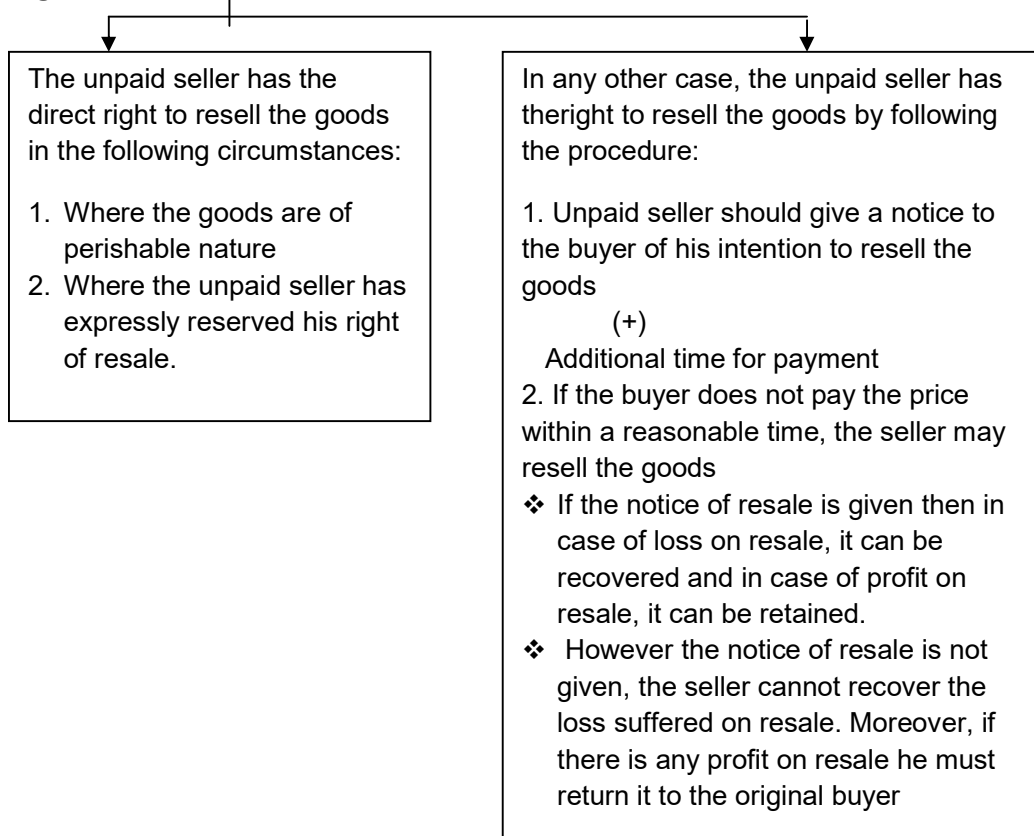 The unpaid seller has the
direct right to resell the goods
in the following circumstances:
1. Where the goods are of
perishable nature
2. Where the unpaid seller has
expressly reserved his right
of resale.
In any other case, the unpaid seller has
theright to resell the goods by following
the procedure:
1. Unpaid seller should give a notice to
the buyer of his intention to resell the
goods
(+)
Additional time for payment
2. If the buyer does not pay the price
within a reasonable time, the seller may
resell the goods
❖ If the notice of resale is given then in
case of loss on resale, it can be
recovered and in case of profit on
resale, it can be retained.
❖ However the notice of resale is not
given, the seller cannot recover the
loss suffered on resale. Moreover, if
there is any profit on resale he must
return it to the original buyer